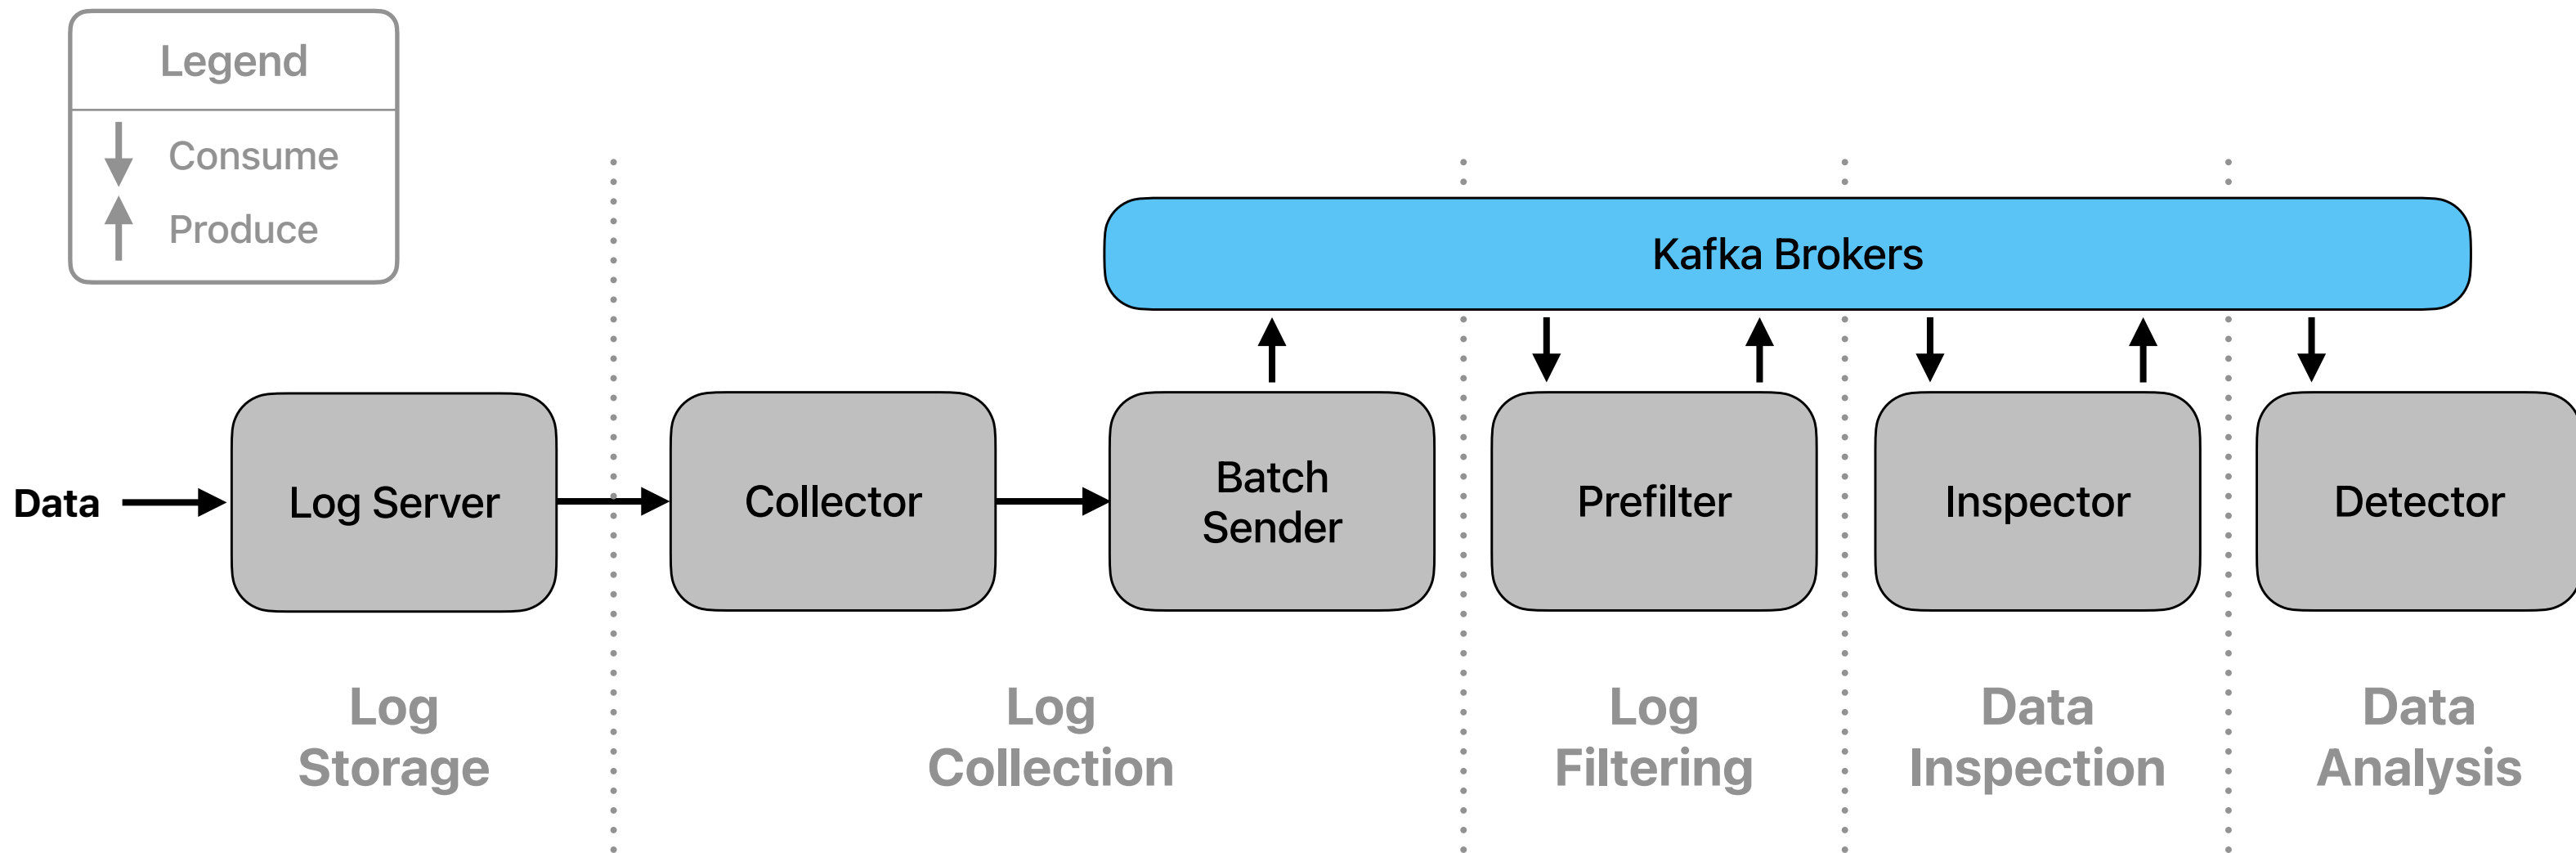 Legend
Consume
Produce
Kafka Brokers
Data
Log Server
Collector
Batch
Sender
Prefilter
Inspector
Detector
Log
Storage
Log
Collection
Log
Filtering
Data
Inspection
Data
Analysis